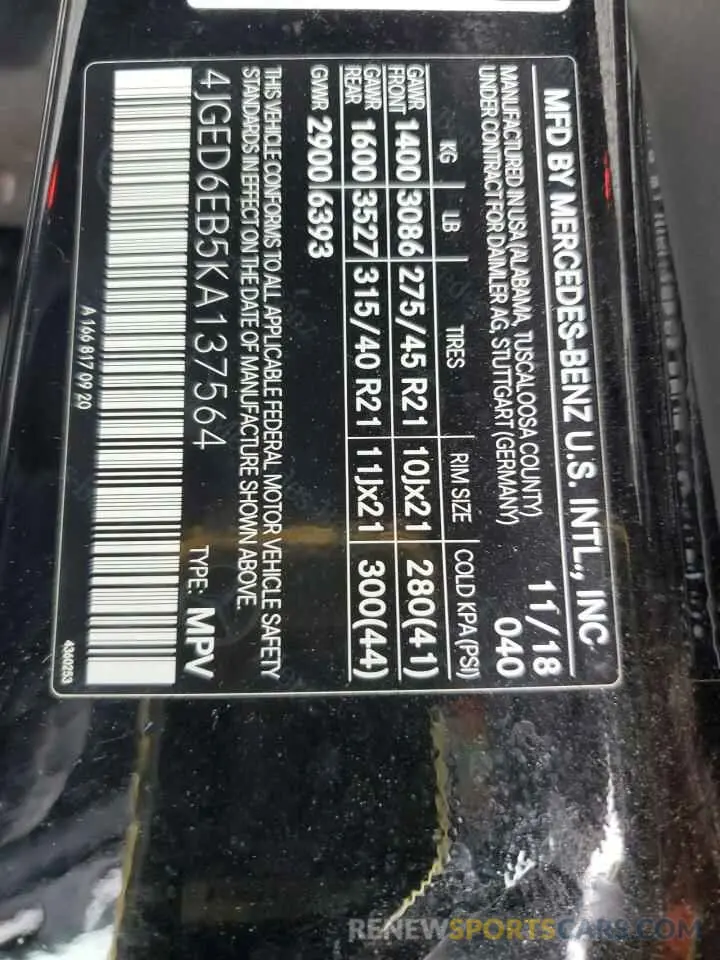 MFD BY MERCEDES-BENZ U.S. INTL., INC
MANUFACTURED IN USA (ALABAMA, TUSCALOOSA COUNTY) 11/18
UNDER CONTRACT FOR DAIMLER AG, STUTTGART (GERMANY) 040
KG LB TIRES RIM SIZE COLD KPA (PSI)
GAWR FRONT 1400 3086 275/45 R21 10Jx21 280(41)
GAWR REAR 1600 3527 315/40 R21 11Jx21 300(44)
GVWR 2900 6393
THIS VEHICLE CONFORMS TO ALL APPLICABLE FEDERAL MOTOR VEHICLE SAFETY
STANDARDS IN EFFECT ON THE DATE OF MANUFACTURE SHOWN ABOVE.
4JGED6EB5KA137564 TYPE: MPV
A 166 817 09 20 4360253
RENEWSPORTSCARS.COM